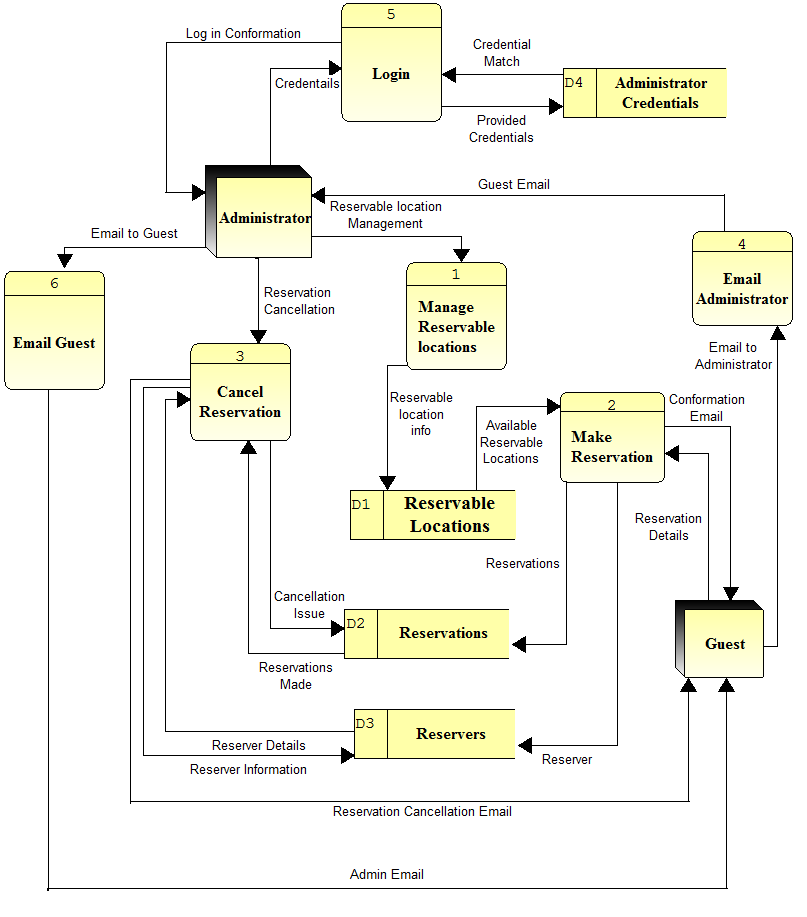 5
Log in Conformation
Login
Credential
Match
Credentails
D4
Administrator
Credentials
Provided
Credentials
Guest Email
Reservable location
Management
Administrator
Email to Guest
4
Email
Administrator
6
Email Guest
1
Manage
Reservable
locations
Reservation
Cancellation
3
Cancel
Reservation
Email to
Administrator
Reservable
location
info
2
Make
Reservation
Conformation
Email
Available
Reservable
Locations
D1
Reservable
Locations
Reservation
Details
Reservations
Cancellation
Issue
D2
Reservations
Guest
Reservations
Made
D3
Reservers
Reserver Details
Reserver Information
Reserver
Reservation Cancellation Email
Admin Email